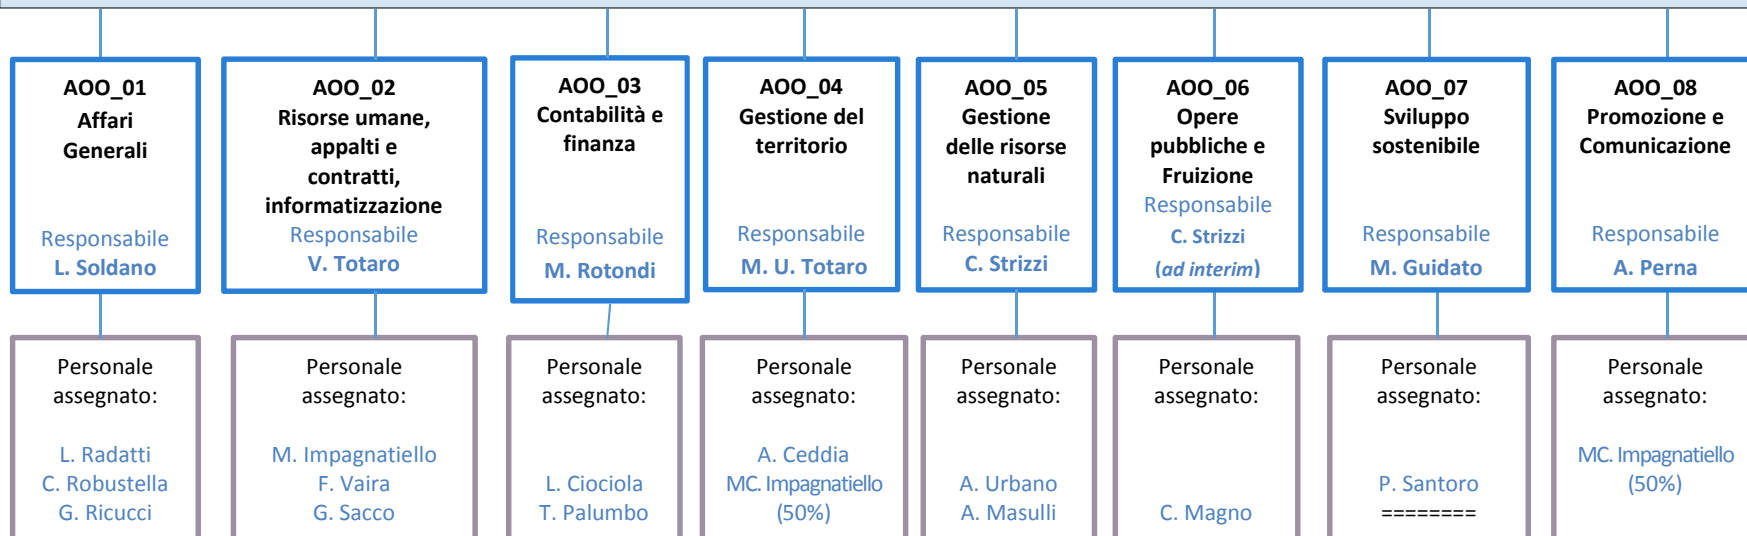 AOO_01
Affari
Generali
Responsabile
L. Soldano
AOO_02
Risorse umane,
appalti e
contratti,
informatizzazione
Responsabile
V. Totaro
AOO_03
Contabilità e
finanza
Responsabile
M. Rotondi
AOO_04
Gestione del
territorio
Responsabile
M. U. Totaro
AOO_05
Gestione
delle risorse
naturali
Responsabile
C. Strizzi
AOO_06
Opere
pubbliche e
Fruizione
Responsabile
C. Strizzi
(ad interim)
AOO_07
Sviluppo
sostenibile
Responsabile
M. Guidato
AOO_08
Promozione e
Comunicazione
Responsabile
A. Perna
Personale
assegnato:
L. Radatti
C. Robustella
G. Ricucci
Personale
assegnato:
M. Impagnatiello
F. Vaira
G. Sacco
Personale
assegnato:
L. Ciociola
T. Palumbo
Personale
assegnato:
A. Ceddia
MC. Impagnatiello
(50%)
Personale
assegnato:
A. Urbano
A. Masulli
Personale
assegnato:
C. Magno
Personale
assegnato:
P. Santoro
========
Personale
assegnato:
MC. Impagnatiello
(50%)